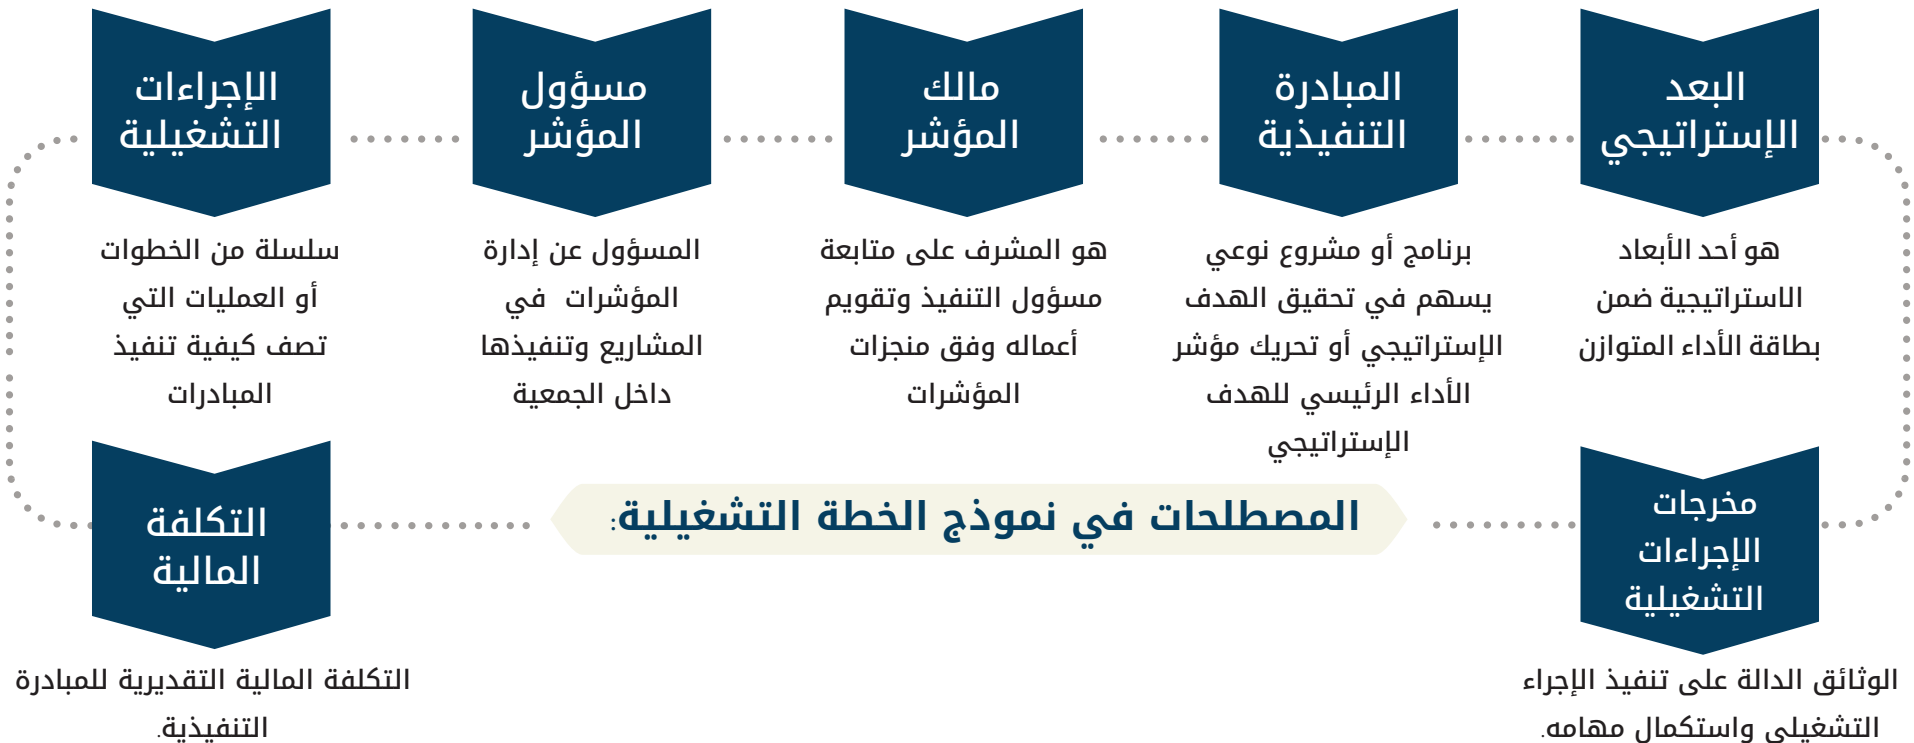 البعد
الإستراتيجي
هو أحد الأبعاد
الاستراتيجية ضمن
بطاقة الأداء المتوازن
المبادرة
التنفيذية
برنامج أو مشروع نوعي
يسهم في تحقيق الهدف
الإستراتيجي أو تحريك مؤشر
الأداء الرئيسي للهدف
الإستراتيجي
مالك
المؤشر
هو المشرف على متابعة
مسؤول التنفيذ وتقويم
أعماله وفق منجزات
المؤشرات
مسؤول
المؤشر
المسؤول عن إدارة
المؤشرات في
المشاريع وتنفيذها
داخل الجمعية
الإجراءات
التشغيلية
سلسلة من الخطوات
أو العمليات التي
تصف كيفية تنفيذ
المبادرات
المصطلحات في نموذج الخطة التشغيلية:
مخرجات
الإجراءات
التشغيلية
الوثائق الدالة على تنفيذ الإجراء
التشغيلي واستكمال مهامه.
التكلفة
المالية
التكلفة المالية التقديرية للمبادرة
التنفيذية.